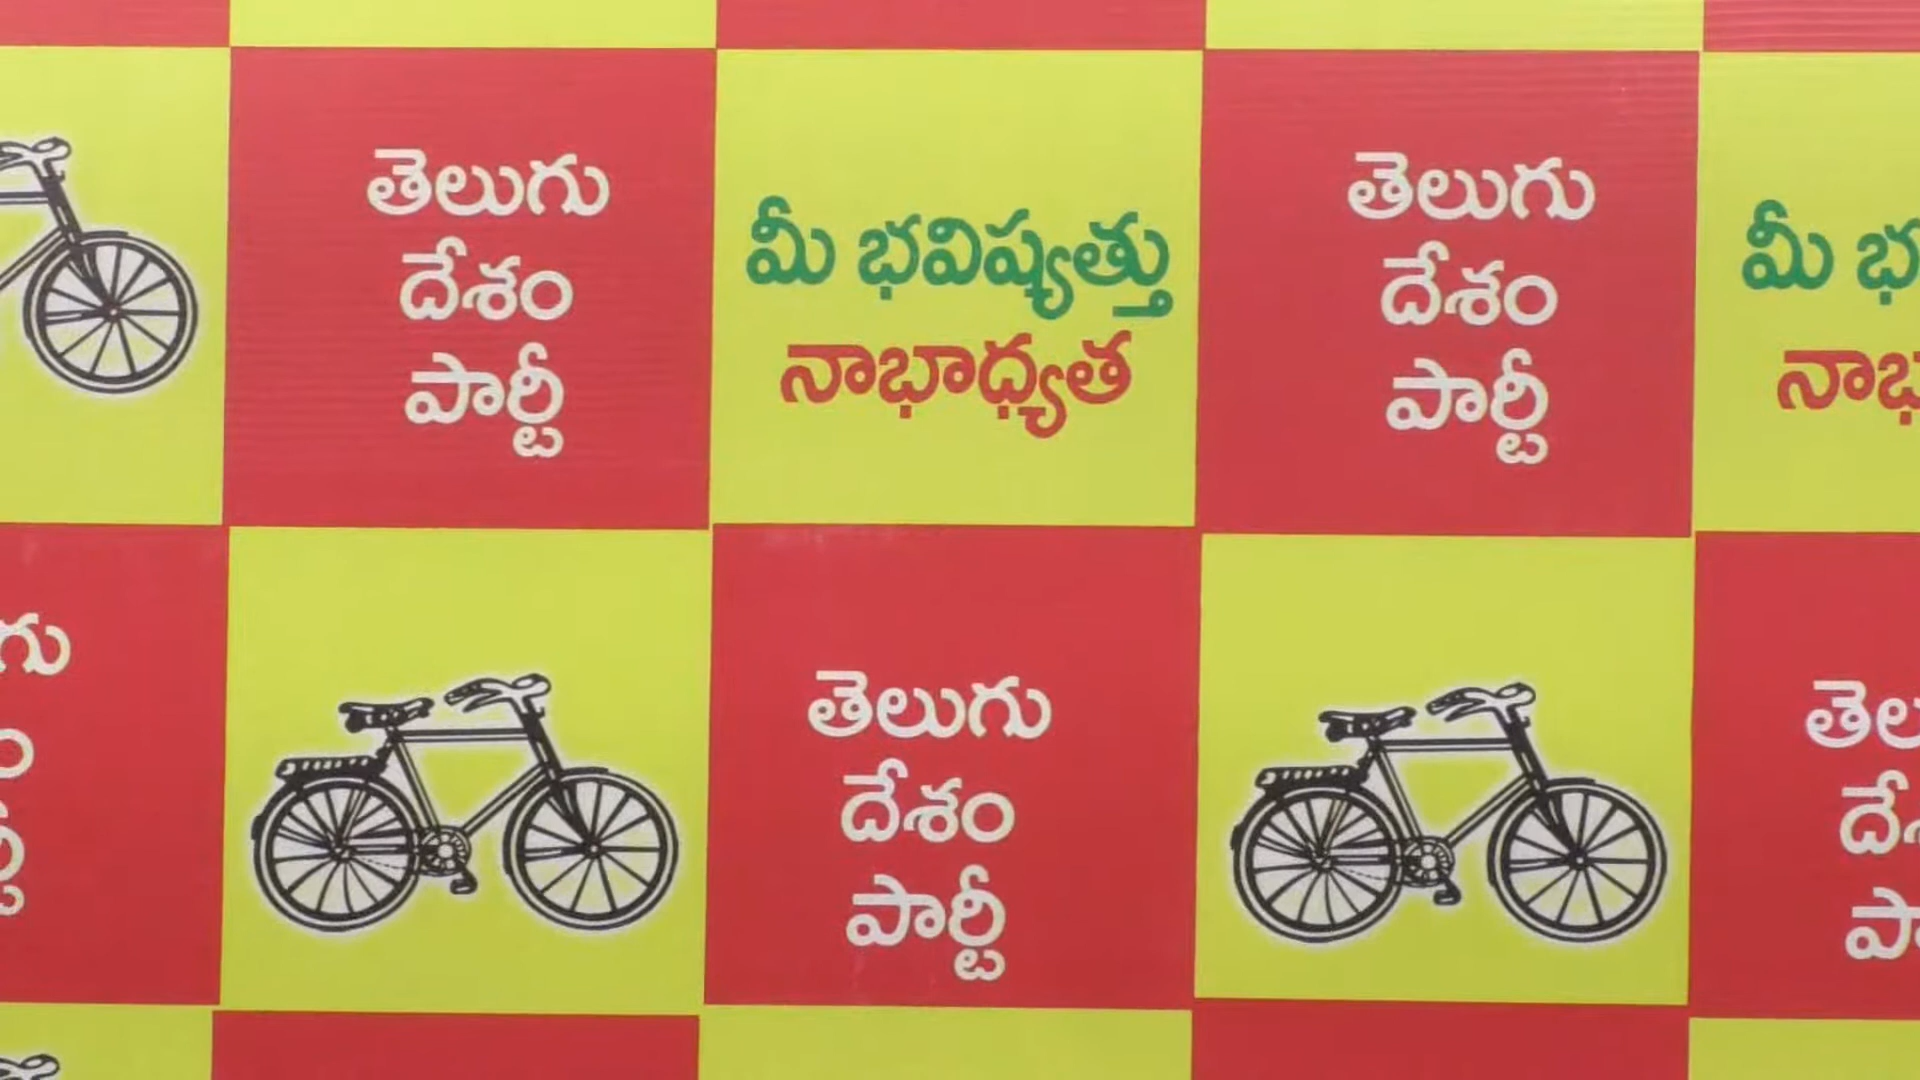 తెలుగు
దేశం
పార్టీ
మీ భవిష్యత్తు
నాబాధ్యత
తెలుగు
దేశం
పార్టీ
మీ
తెలుగు
దేశం
పార్టీ